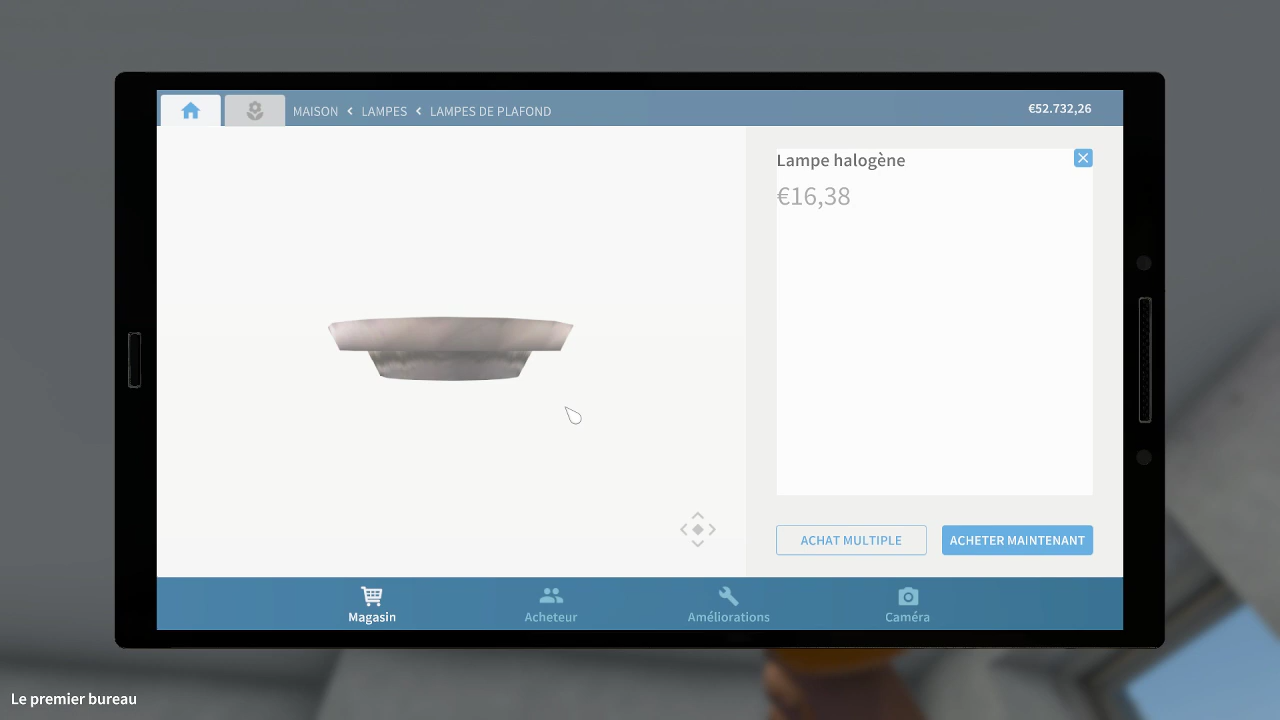 MAISON < LAMPES < LAMPES DE PLAFOND
€52.732,26
Lampe halogène
€16,38
ACHAT MULTIPLE
ACHETER MAINTENANT
Magasin
Acheteur
Améliorations
Caméra
Le premier bureau